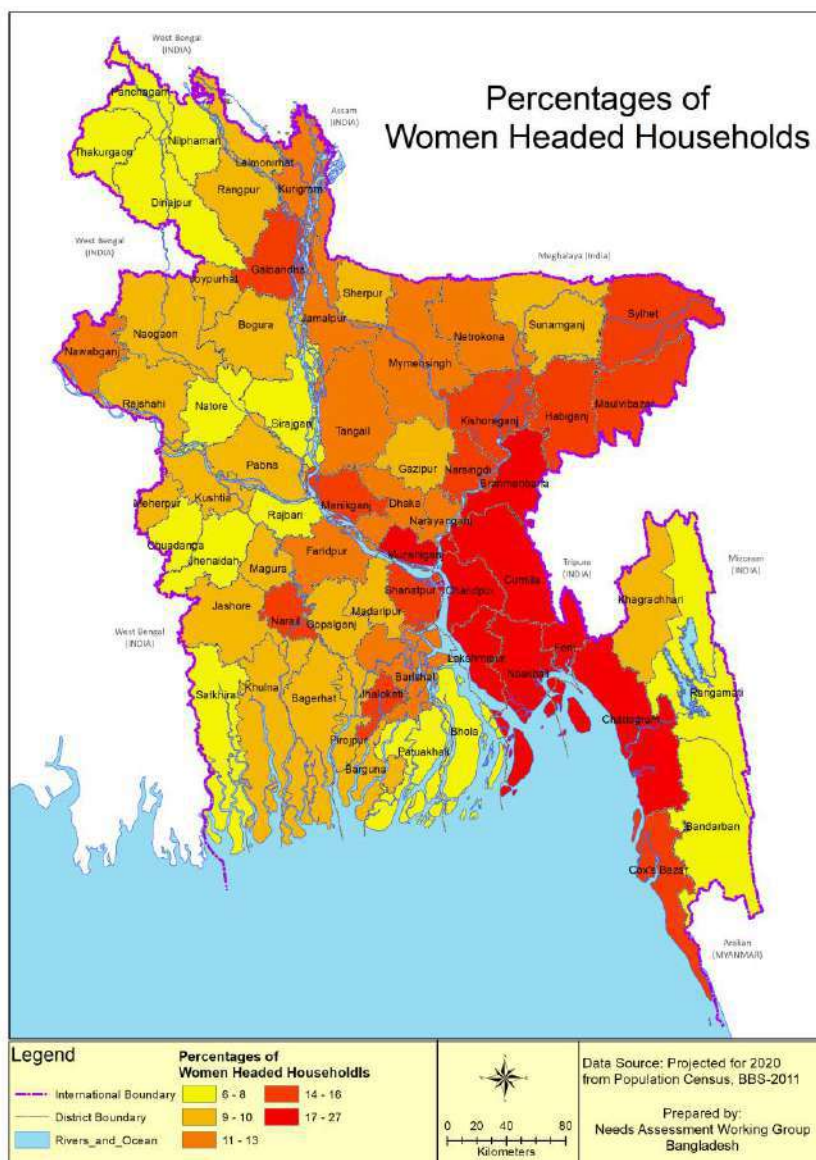 Percentages of
Women Headed Households
West Bengal
(INDIA)
Assam
(INDIA)
Panchagarh
Nilphamari
Thakurgaon
Lalmonirhat
Rangpur
Kurigram
Dinajpur
West Bengal
(INDIA)
Meghalaya (India)
Gaibandha
Joypurhat
Sherpur
Sunamganj
Sylhet
Naogaon
Bogura
Jamalpur
Netrokona
Nawabganj
Mymensingh
Rajshahi
Natore
Sirajganj
Tangail
Kishoreganj
Habiganj
Maulvibazar
Pabna
Gazipur
Narsingdi
Brahmanbaria
Meherpur
Kushtia
Manikganj
Dhaka
Rajbari
Narayanganj
Chuadanga
Jhenaidah
Faridpur
Munshiganj
Tripura
(INDIA)
Mizoram
(INDIA)
Magura
Cumilla
Khagrachhari
Shariatpur
Chandpur
Jashore
Narail
Madaripur
Gopalganj
West Bengal
(INDIA)
Lakshmipur
Feni
Noakhali
Rangamati
Satkhira
Khulna
Bagerhat
Barishal
Jhalokati
Chattogram
Bhola
Pirojpur
Patuakhali
Barguna
Bandarban
Cox's Bazar
Arakan
(MYANMAR)
Legend
International Boundary
District Boundary
Rivers_and_Ocean
Percentages of
Women Headed Householdls
6 - 8
9 - 10
11 - 13
14 - 16
17 - 27
0 20 40 60 80
Kilometers
Data Source: Projected for 2020
from Population Census, BBS-2011
Prepared by:
Needs Assessment Working Group
Bangladesh